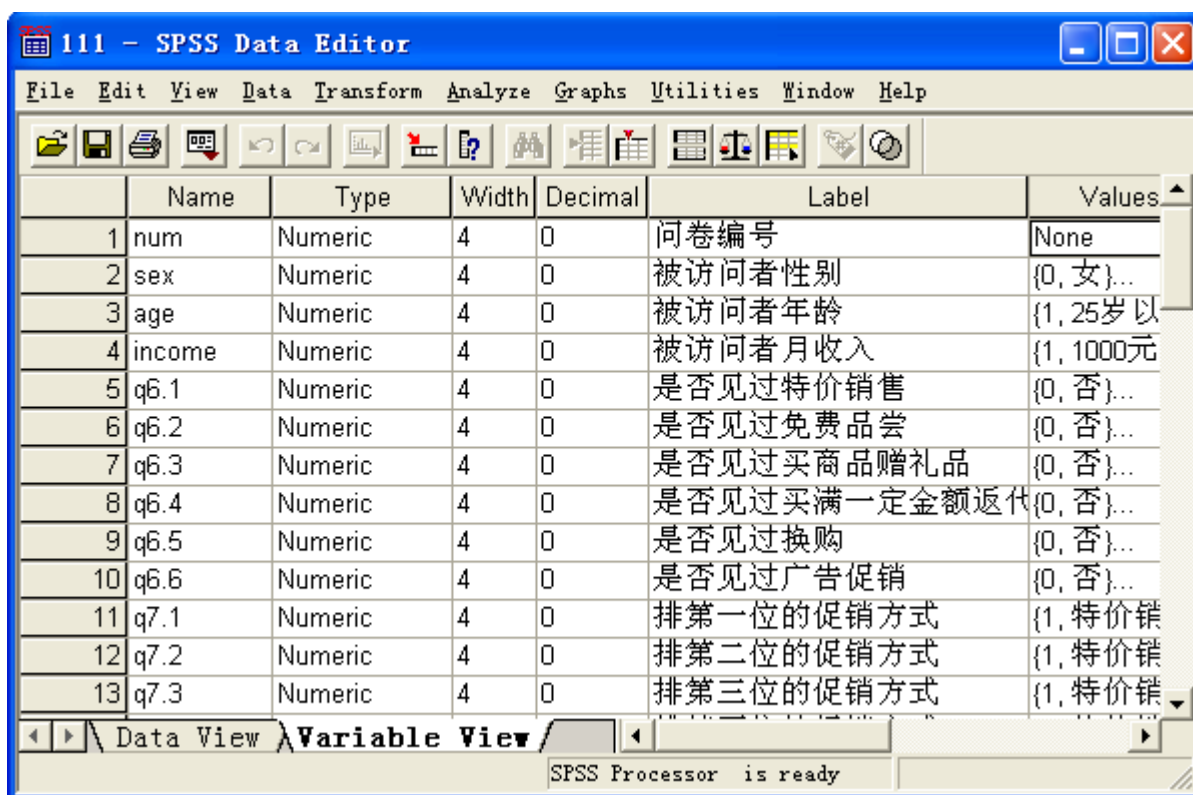 SPSS
111 - SPSS Data Editor
File Edit View Data Transform Analyze Graphs Utilities Window Help
Name Type Width Decimal Label Values
1 num Numeric 4 0 问卷编号 None
2 sex Numeric 4 0 被访问者性别 {0, 女}...
3 age Numeric 4 0 被访问者年龄 {1, 25岁以
4 income Numeric 4 0 被访问者月收入 {1, 1000元
5 q6.1 Numeric 4 0 是否见过特价销售 {0, 否}...
6 q6.2 Numeric 4 0 是否见过免费品尝 {0, 否}...
7 q6.3 Numeric 4 0 是否见过买商品赠礼品 {0, 否}...
8 q6.4 Numeric 4 0 是否见过买满一定金额返代 {0, 否}...
9 q6.5 Numeric 4 0 是否见过换购 {0, 否}...
10 q6.6 Numeric 4 0 是否见过广告促销 {0, 否}...
11 q7.1 Numeric 4 0 排第一位的促销方式 {1, 特价销
12 q7.2 Numeric 4 0 排第二位的促销方式 {1, 特价销
13 q7.3 Numeric 4 0 排第三位的促销方式 {1, 特价销
Data View Variable View
SPSS Processor is ready